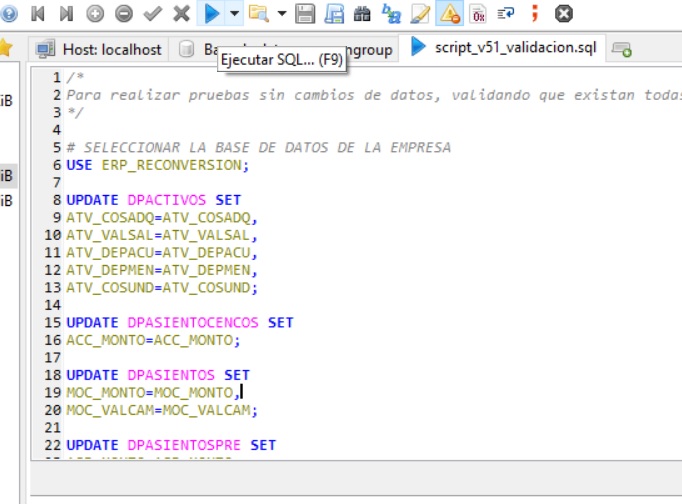 Host: localhost
Ejecutar SQL... (F9)
ngroup
script_v51_validacion.sql
iB
iB
iB
1 /*
2 Para realizar pruebas sin cambios de datos, validando que existan todas
3 */
4
5 # SELECCIONAR LA BASE DE DATOS DE LA EMPRESA
6 USE ERP_RECONVERSION;
7
8 UPDATE DPACTIVOS SET
9 ATV_COSADQ=ATV_COSADQ,
10 ATV_VALSAL=ATV_VALSAL,
11 ATV_DEPACU=ATV_DEPACU,
12 ATV_DEPMEN=ATV_DEPMEN,
13 ATV_COSUND=ATV_COSUND;
14
15 UPDATE DPASIENTOCENCOS SET
16 ACC_MONTO=ACC_MONTO;
17
18 UPDATE DPASIENTOS SET
19 MOC_MONTO=MOC_MONTO,
20 MOC_VALCAM=MOC_VALCAM;
21
22 UPDATE DPASIENTOSPRE SET